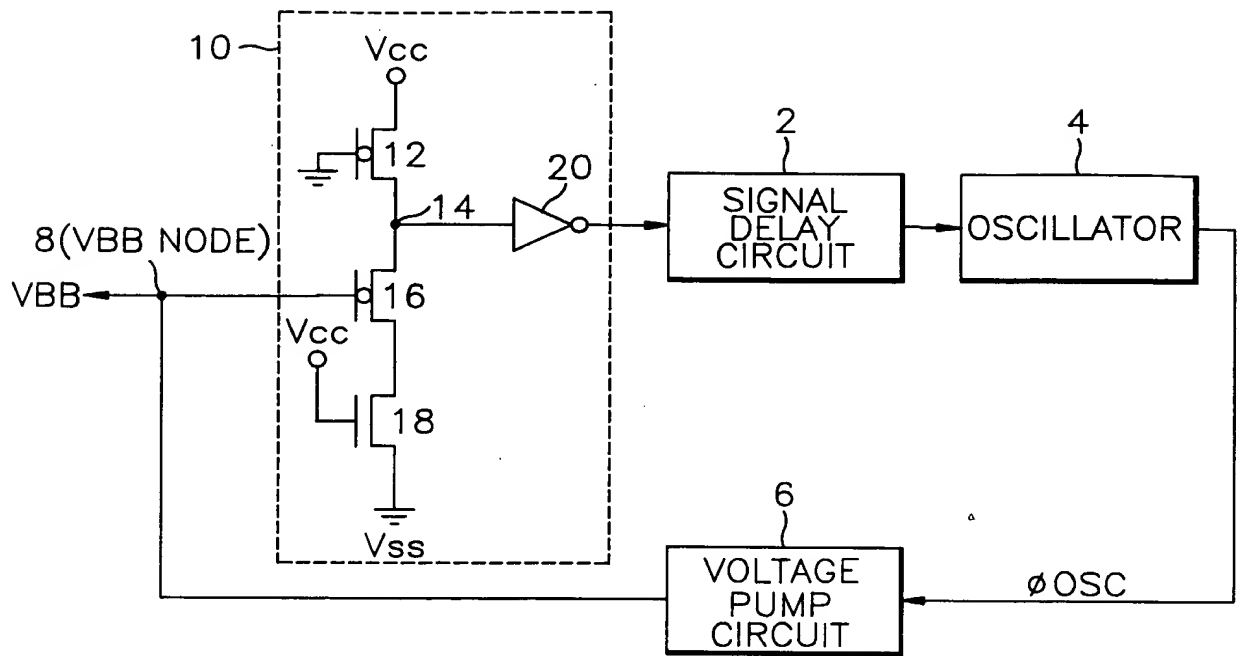 10
Vcc
12
14
20
2
SIGNAL
DELAY
CIRCUIT
4
OSCILLATOR
8(VBB NODE)
VBB
16
Vcc
18
Vss
6
VOLTAGE
PUMP
CIRCUIT
φOSC